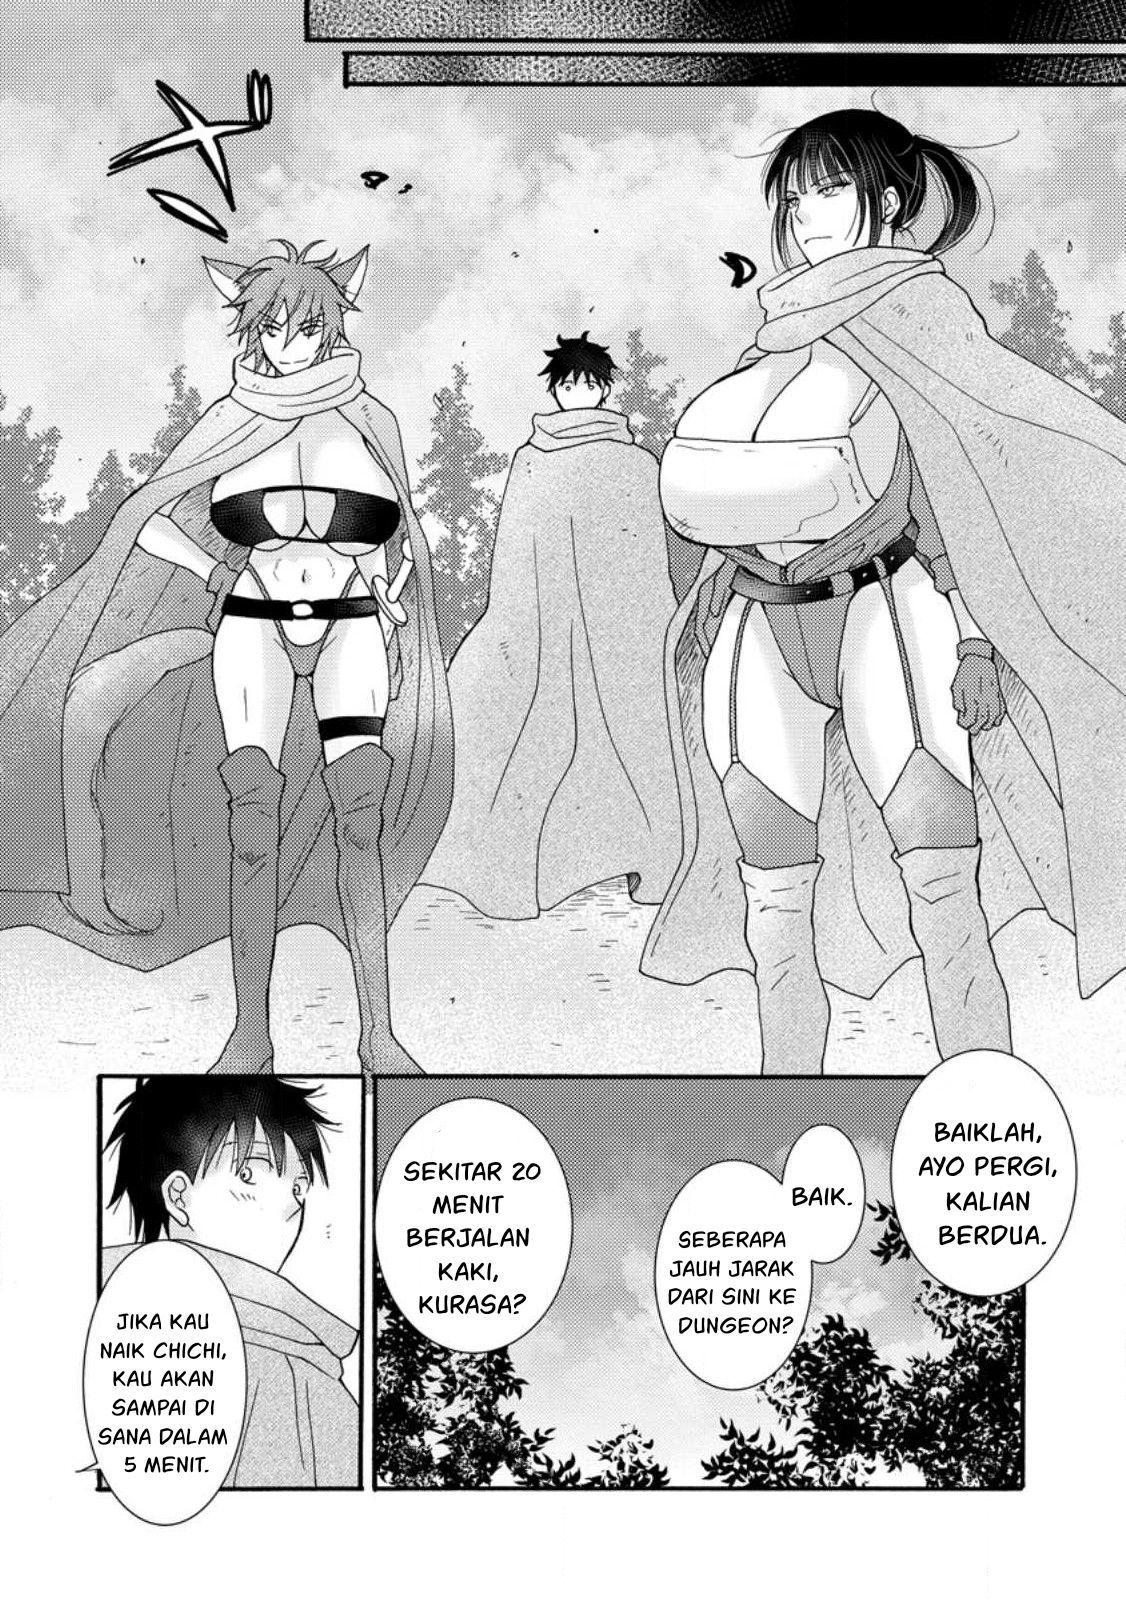 BAIKLAH,
AYO PERGI,
KALIAN
BERDUA.
BAIK.
SEBERAPA
JAUH JARAK
DARI SINI KE
DUNGEON?
SEKITAR 20
MENIT
BERJALAN
KAKI,
KURASA?
JIKA KAU
NAIK CHICHI,
KAU AKAN
SAMPAI DI
SANA DALAM
5 MENIT.